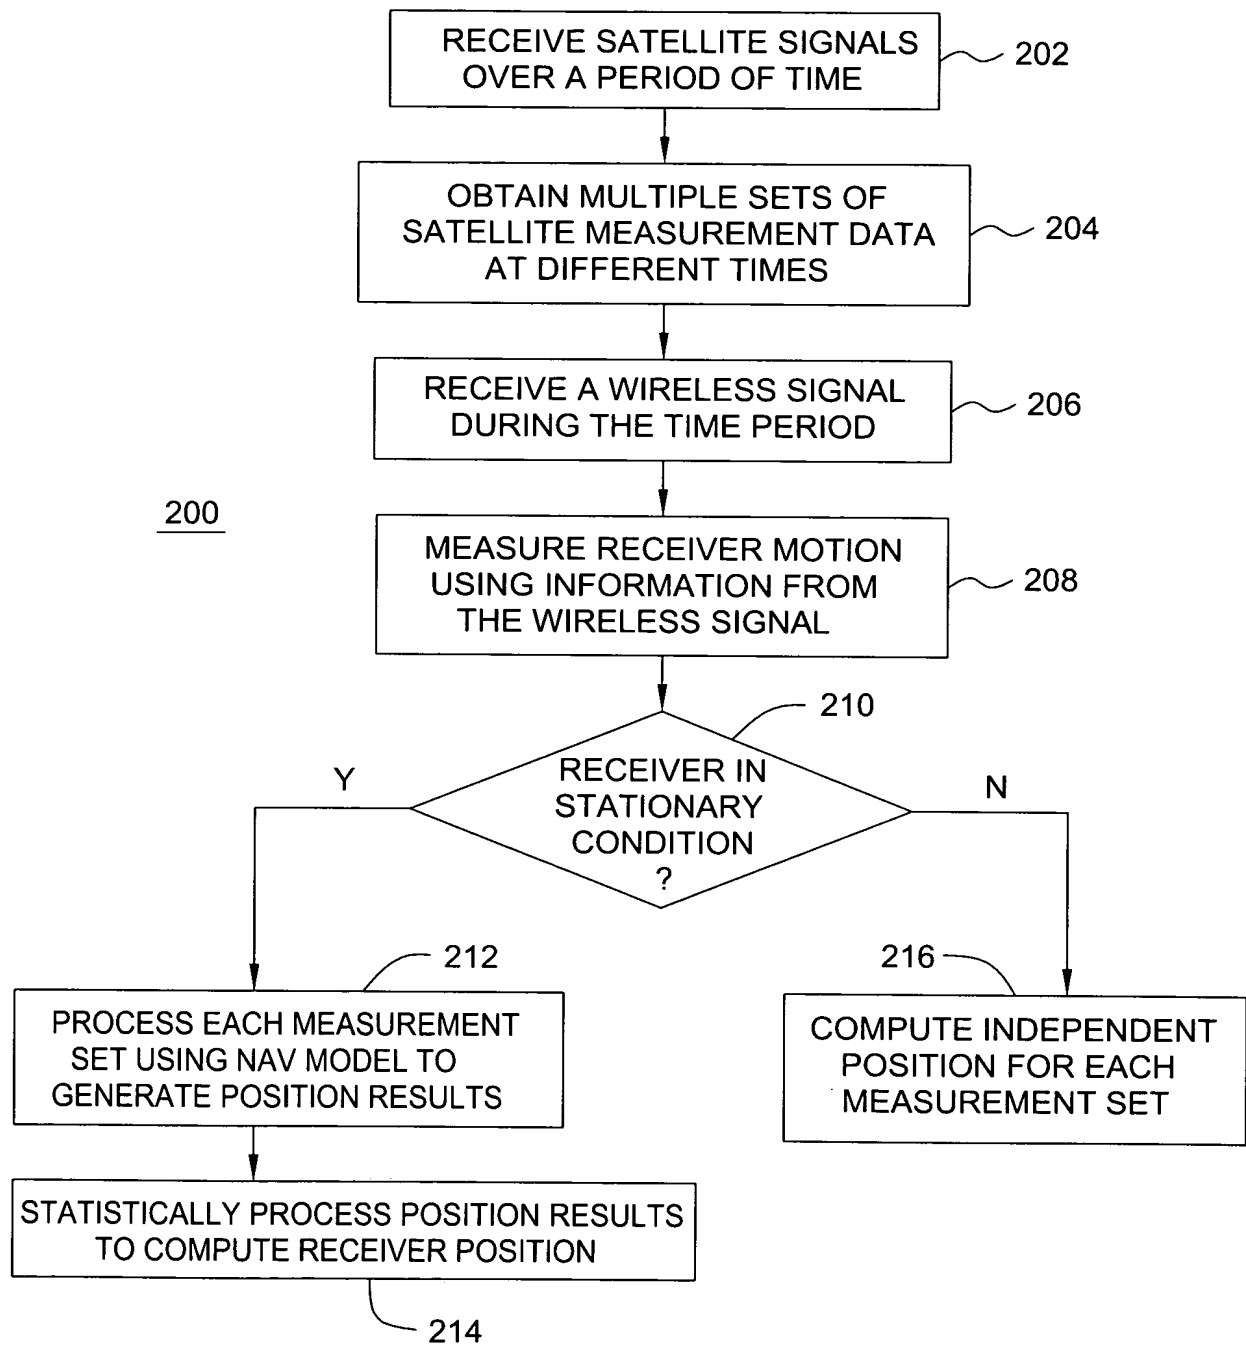 RECEIVE SATELLITE SIGNALS
OVER A PERIOD OF TIME
202
OBTAIN MULTIPLE SETS OF
SATELLITE MEASUREMENT DATA
AT DIFFERENT TIMES
204
RECEIVE A WIRELESS SIGNAL
DURING THE TIME PERIOD
206
200
MEASURE RECEIVER MOTION
USING INFORMATION FROM
THE WIRELESS SIGNAL
208
210
Y
RECEIVER IN
STATIONARY
CONDITION
?
N
212
PROCESS EACH MEASUREMENT
SET USING NAV MODEL TO
GENERATE POSITION RESULTS
216
COMPUTE INDEPENDENT
POSITION FOR EACH
MEASUREMENT SET
STATISTICALLY PROCESS POSITION RESULTS
TO COMPUTE RECEIVER POSITION
214